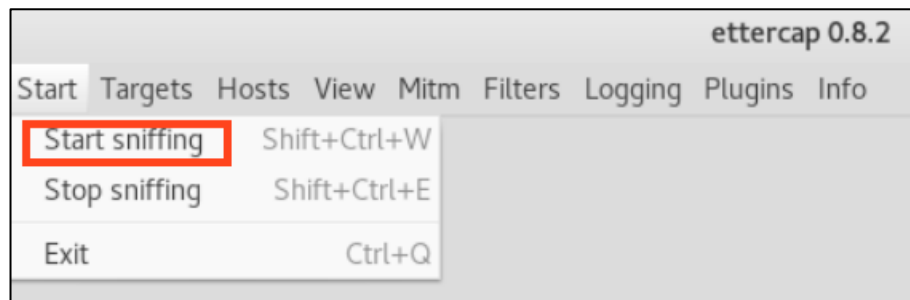 ettercap 0.8.2
Start Targets Hosts View Mitm Filters Logging Plugins Info
Start sniffing Shift+Ctrl+W
Stop sniffing Shift+Ctrl+E
Exit Ctrl+Q